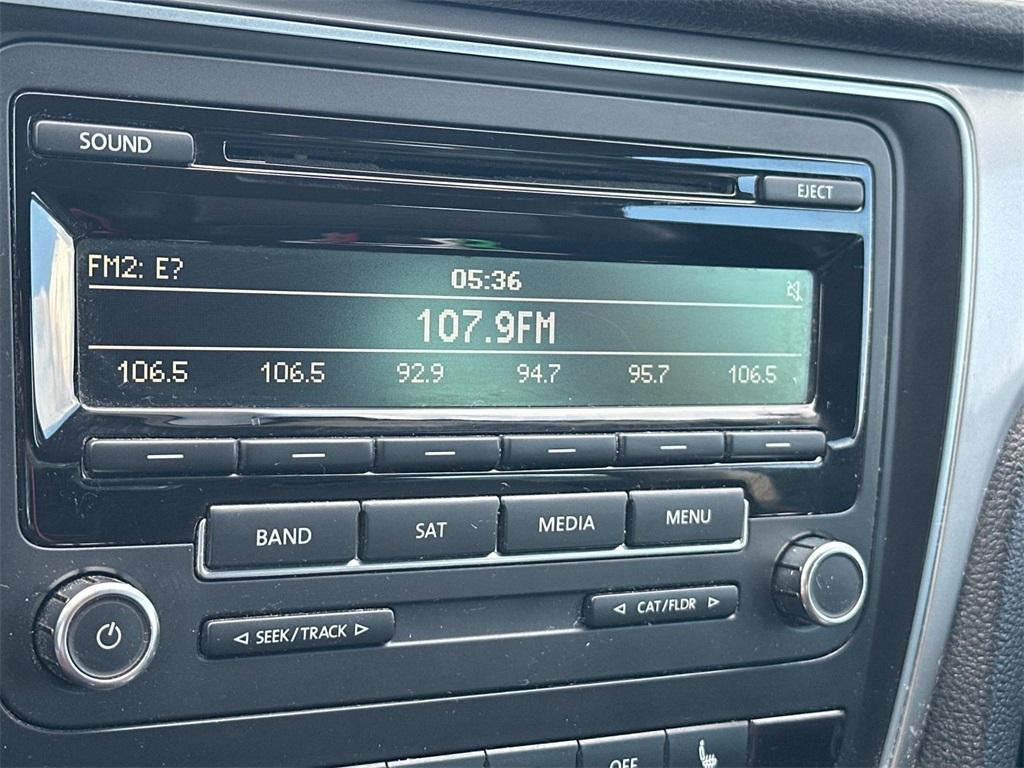 SOUND
EJECT
FM2: E?
05:36
107.9FM
106.5 106.5 92.9 94.7 95.7 106.5
BAND SAT MEDIA MENU
SEEK/TRACK
CAT/FLDR
OFF